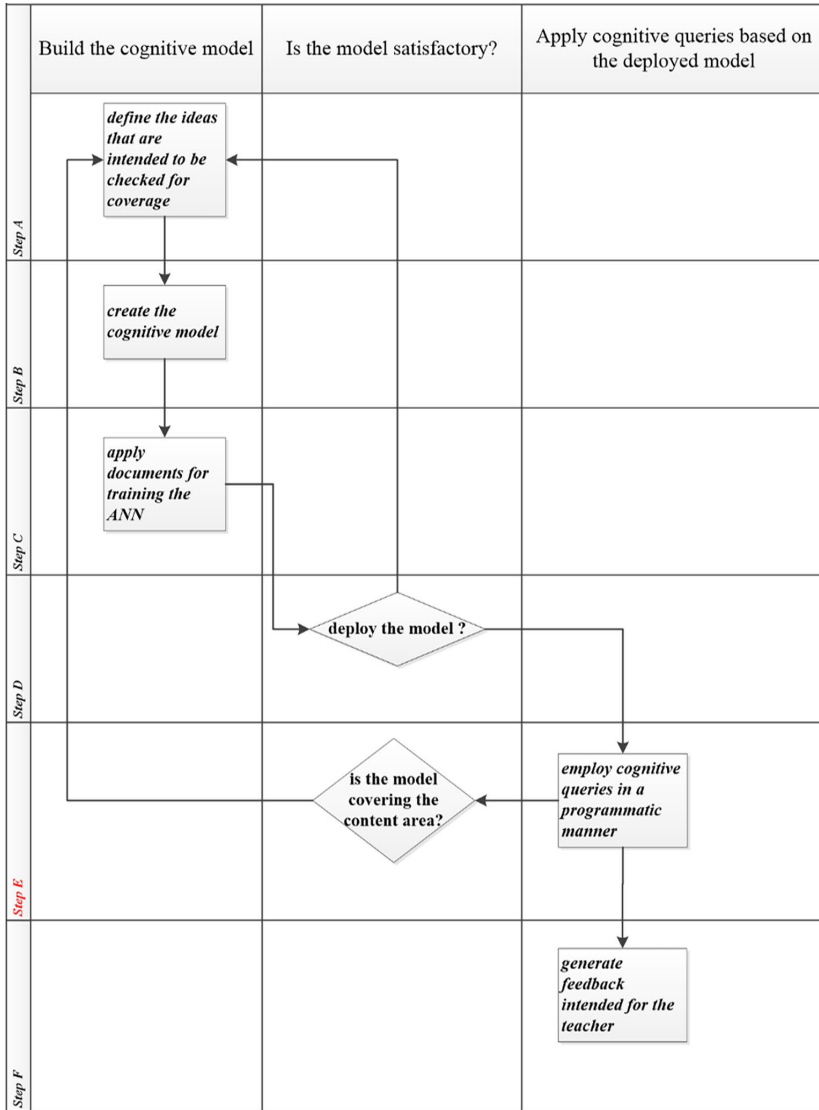 Build the cognitive model
Is the model satisfactory?
Apply cognitive queries based on
the deployed model
Step A
define the ideas
that are
intended to be
checked for
coverage
Step B
create the
cognitive model
Step C
apply
documents for
training the
ANN
Step D
deploy the model ?
Step E
is the model
covering the
content area?
employ cognitive
queries in a
programmatic
manner
Step F
generate
feedback
intended for the
teacher